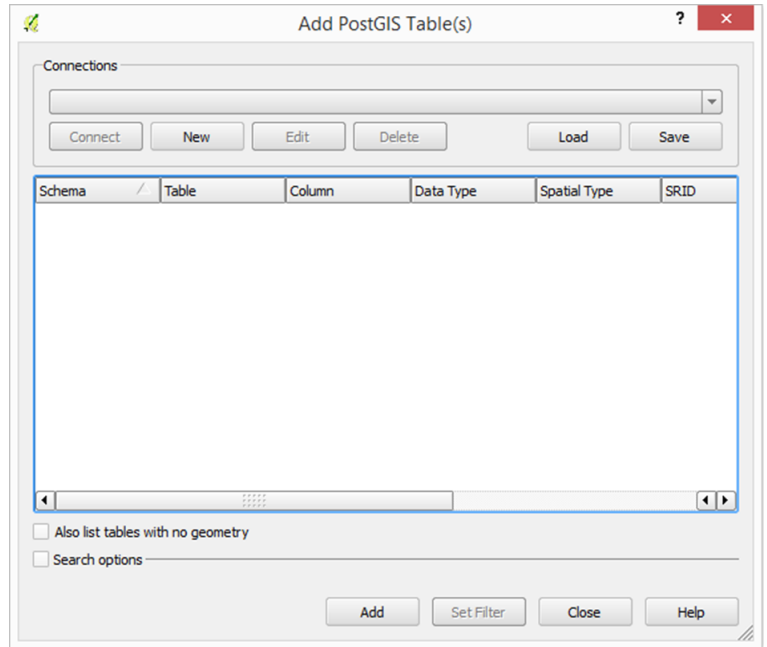 Add PostGIS Table(s) ? ×
Connections
Connect New Edit Delete Load Save
Schema Table Column Data Type Spatial Type SRID
Also list tables with no geometry
Search options
Add Set Filter Close Help